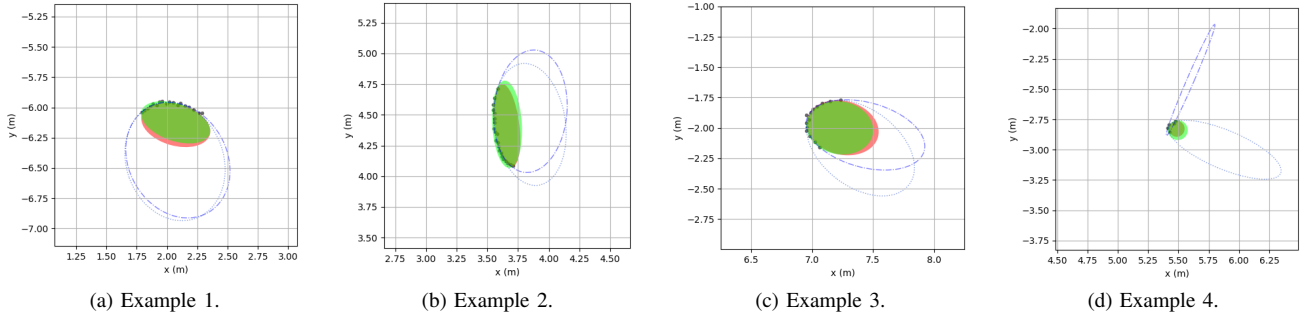 −5.25
−5.50
−5.75
−6.00
−6.25
−6.50
−6.75
−7.00
y (m)
1.25 1.50 1.75 2.00 2.25 2.50 2.75 3.00
x (m)
(a) Example 1.
5.25
5.00
4.75
4.50
4.25
4.00
3.75
3.50
y (m)
2.75 3.00 3.25 3.50 3.75 4.00 4.25 4.50
x (m)
(b) Example 2.
−1.00
−1.25
−1.50
−1.75
−2.00
−2.25
−2.50
−2.75
y (m)
6.5 7.0 7.5 8.0
x (m)
(c) Example 3.
−2.00
−2.25
−2.50
−2.75
−3.00
−3.25
−3.50
−3.75
y (m)
4.50 4.75 5.00 5.25 5.50 5.75 6.00 6.25
x (m)
(d) Example 4.